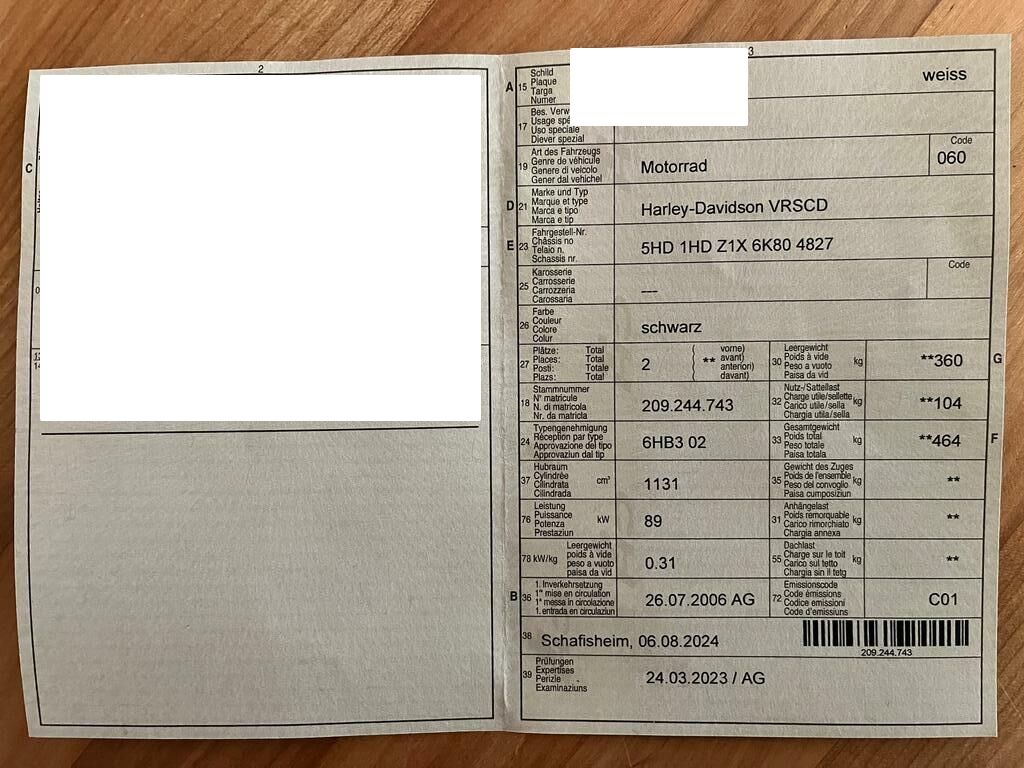 2
3
C
0
12
14
A 15 Schild
Plaque
Targa
Numer
weiss
17 Bes.
Usage
Uso speciale
Diever spezial
19 Art des Fahrzeugs
Genre de véhicule
Genere di veicolo
Gener dal vehichel
Motorrad
Code
060
D 21 Marke und Typ
Marque et type
Marca e tipo
Marca e tip
Harley-Davidson VRSCD
E 23 Fahrgestell-Nr.
Châssis no
Telaio n.
Schassis nr.
5HD 1HD Z1X 6K80 4827
25 Karosserie
Carrosserie
Carrozzeria
Carossaria
---
Code
26 Farbe
Couleur
Colore
Colur
schwarz
27 Plätze: Total
Places: Total
Posti: Totale
Plazs: Total
2
** vorne)
avant)
anteriori)
davant)
30 Leergewicht
Poids à vide
Peso a vuoto
Paisa da vid
kg
**360
G
18 Stammnummer
N° matricule
N. di matricola
Nr. da matricla
209.244.743
32 Nutz-/Sattellast
Charge utile/sellette
Carico utile/sella
Chargia utila/sella
kg
**104
24 Typengenehmigung
Réception par type
Approvazione del tipo
Approvaziun dal tip
6HB3 02
33 Gesamtgewicht
Poids total
Peso totale
Paisa totala
kg
**464
F
37 Hubraum
Cylindrée
Cilindrata
Cilindrada
cm³
1131
35 Gewicht des Zuges
Poids de l'ensemble
Peso del convoglio
Paisa cumposiziun
kg
**
76 Leistung
Puissance
Potenza
Prestaziun
kW
89
31 Anhängelast
Poids remorquable
Carico rimorchiato
Chargia annexa
kg
**
78 kW/kg Leergewicht
poids à vide
peso a vuoto
paisa da vid
0.31
55 Dachlast
Charge sur le toit
Carico sul tetto
Chargia sin il tetg
kg
**
B 36 1. Inverkehrsetzung
1re mise en circulation
1a messa in circolazione
1. entrada en circulaziun
26.07.2006 AG
72 Emissionscode
Code émissions
Codice emissioni
Code d'emissiuns
C01
38 Schafisheim, 06.08.2024
209.244.743
39 Prüfungen
Expertises
Perizie
Examinaziuns
24.03.2023 / AG